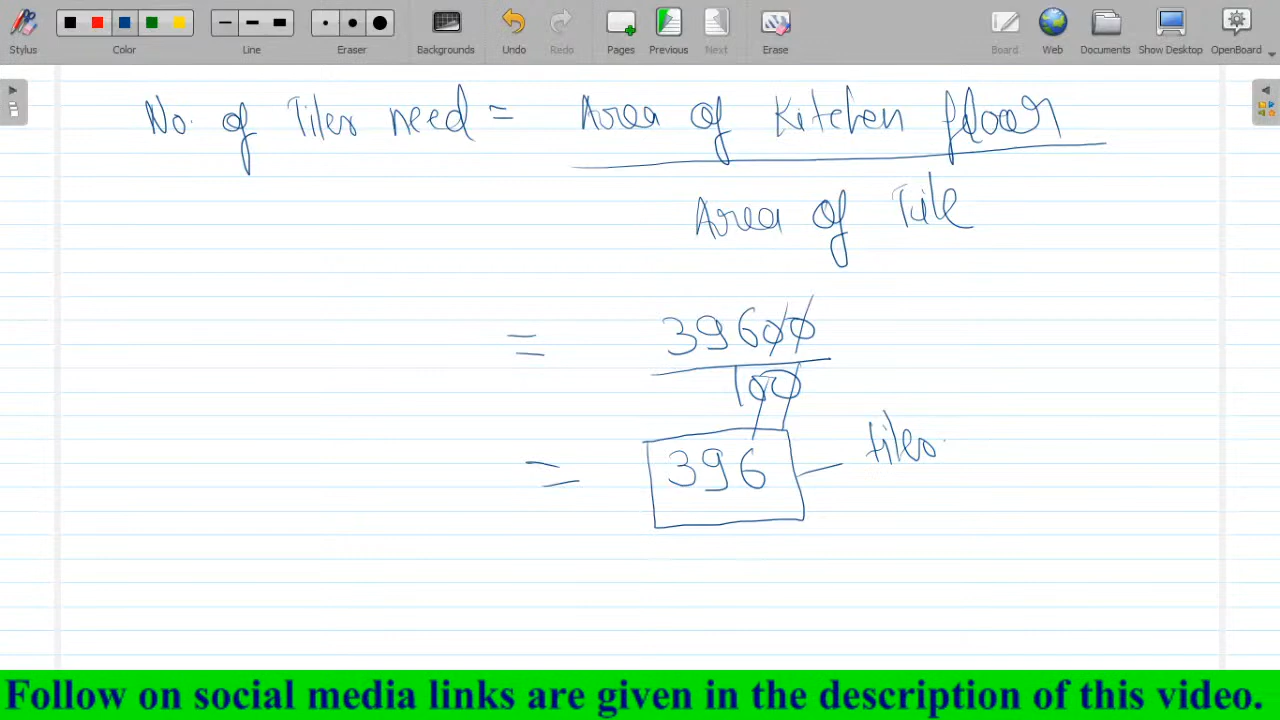 Stylus Color Line Eraser Backgrounds Undo Redo Pages Previous Next Erase Board Web Documents Show Desktop OpenBoard
No. of Tiles need = Area of Kitchen floor
Area of Tile
= 39600
100
= 396 tiles.
Follow on social media links are given in the description of this video.